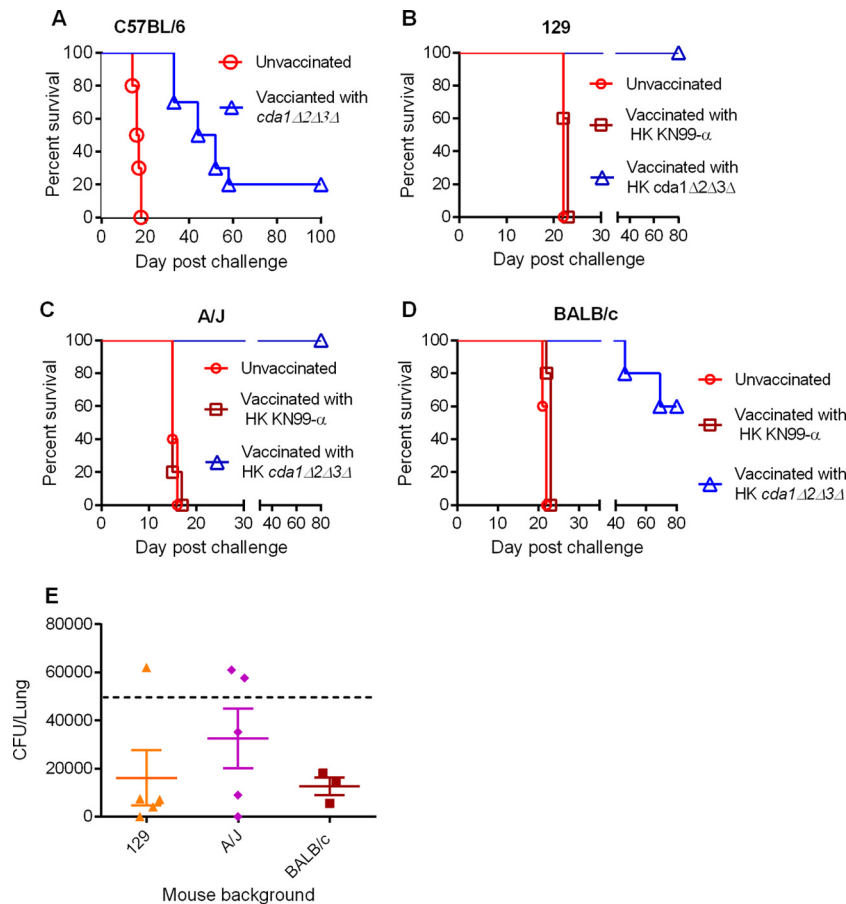 A
C57BL/6
Percent survival
100
80
60
40
20
0
0 20 40 60 80 100
Day post challenge
Unvaccinated
Vaccianted with
cda1Δ2Δ3Δ
B
129
Percent survival
100
80
60
40
20
0
0 10 20 30 40 60 80
Day post challenge
Unvaccinated
Vaccinated with
HK KN99-α
Vaccinated with
HK cda1Δ2Δ3Δ
C
A/J
Percent survival
100
80
60
40
20
0
0 10 20 30 40 60 80
Day post challenge
Unvaccinated
Vaccinated with
HK KN99-α
Vaccinated with
HK cda1Δ2Δ3Δ
D
BALB/c
Percent survival
100
80
60
40
20
0
0 10 20 30 40 60 80
Day post challenge
Unvaccinated
Vaccinated with
HK KN99-α
Vaccinated with
HK cda1Δ2Δ3Δ
E
CFU/Lung
80000
60000
40000
20000
0
129
A/J
BALB/c
Mouse background